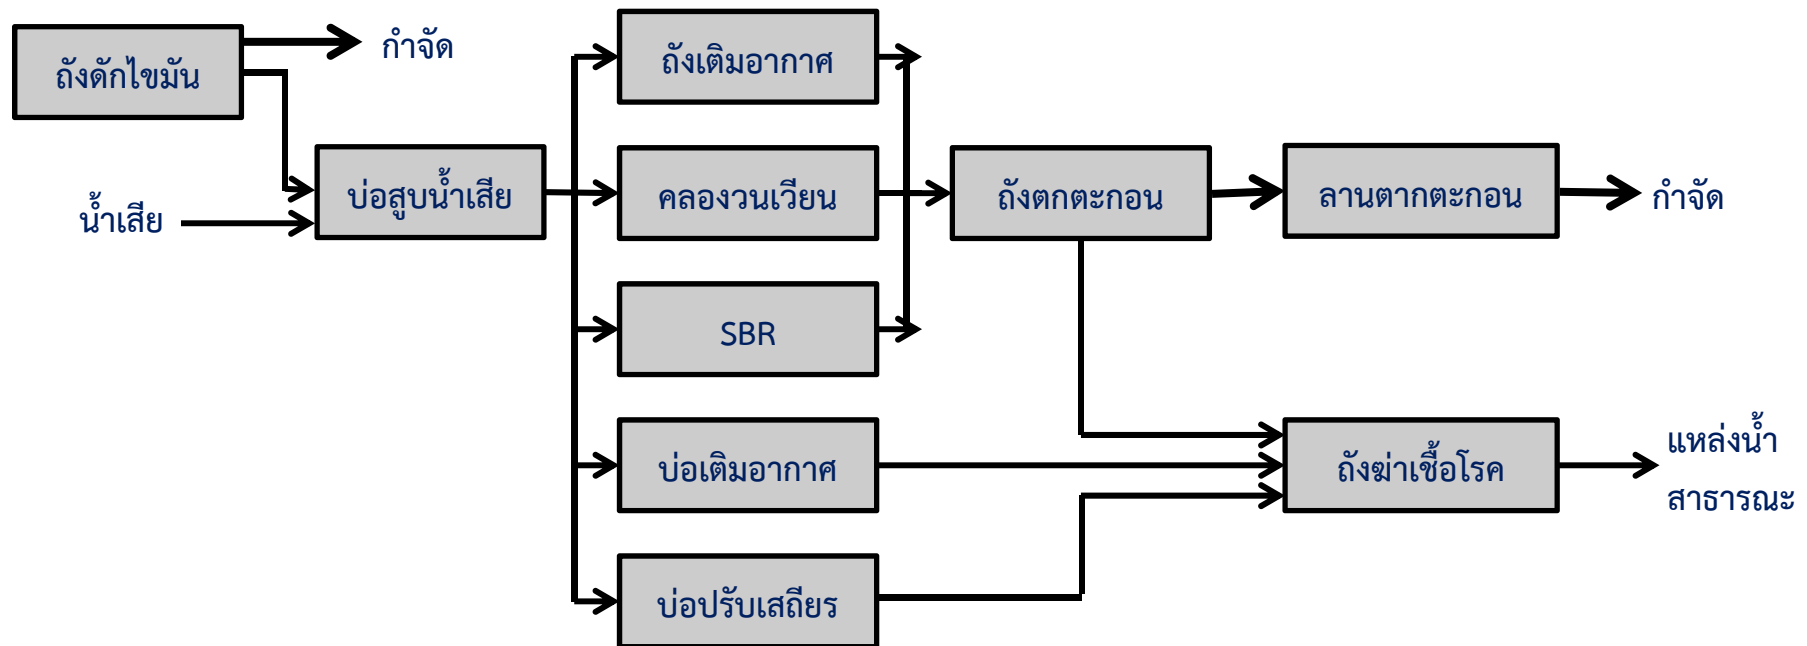 ถังดักไขมัน
กำจัด
น้ำเสีย
บ่อสูบน้ำเสีย
ถังเติมอากาศ
คลองวนเวียน
SBR
บ่อเติมอากาศ
บ่อปรับเสถียร
ถังตกตะกอน
ลานตากตะกอน
กำจัด
ถังฆ่าเชื้อโรค
แหล่งน้ำ
สาธารณะ